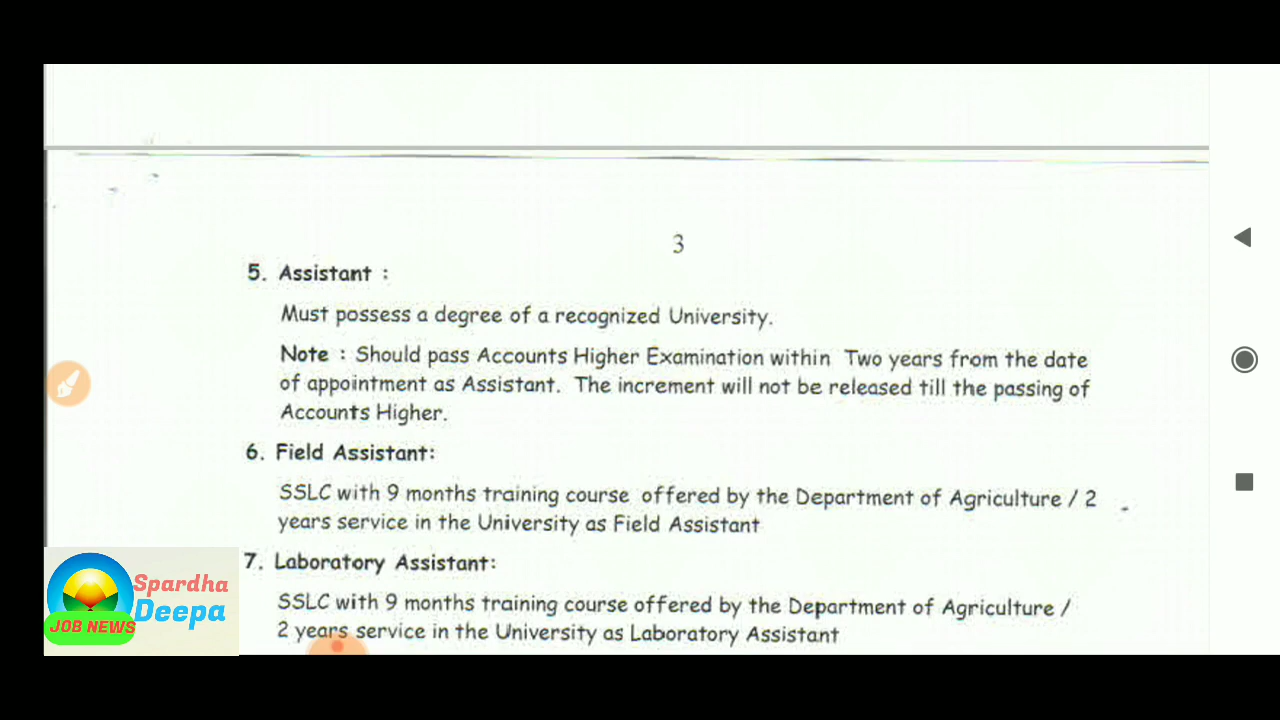 3
5. Assistant :
Must possess a degree of a recognized University.
Note : Should pass Accounts Higher Examination within Two years from the date
of appointment as Assistant. The increment will not be released till the passing of
Accounts Higher.
6. Field Assistant:
SSLC with 9 months training course offered by the Department of Agriculture / 2
years service in the University as Field Assistant
7. Laboratory Assistant:
SSLC with 9 months training course offered by the Department of Agriculture /
2 years service in the University as Laboratory Assistant
Spardha
Deepa
JOB NEWS